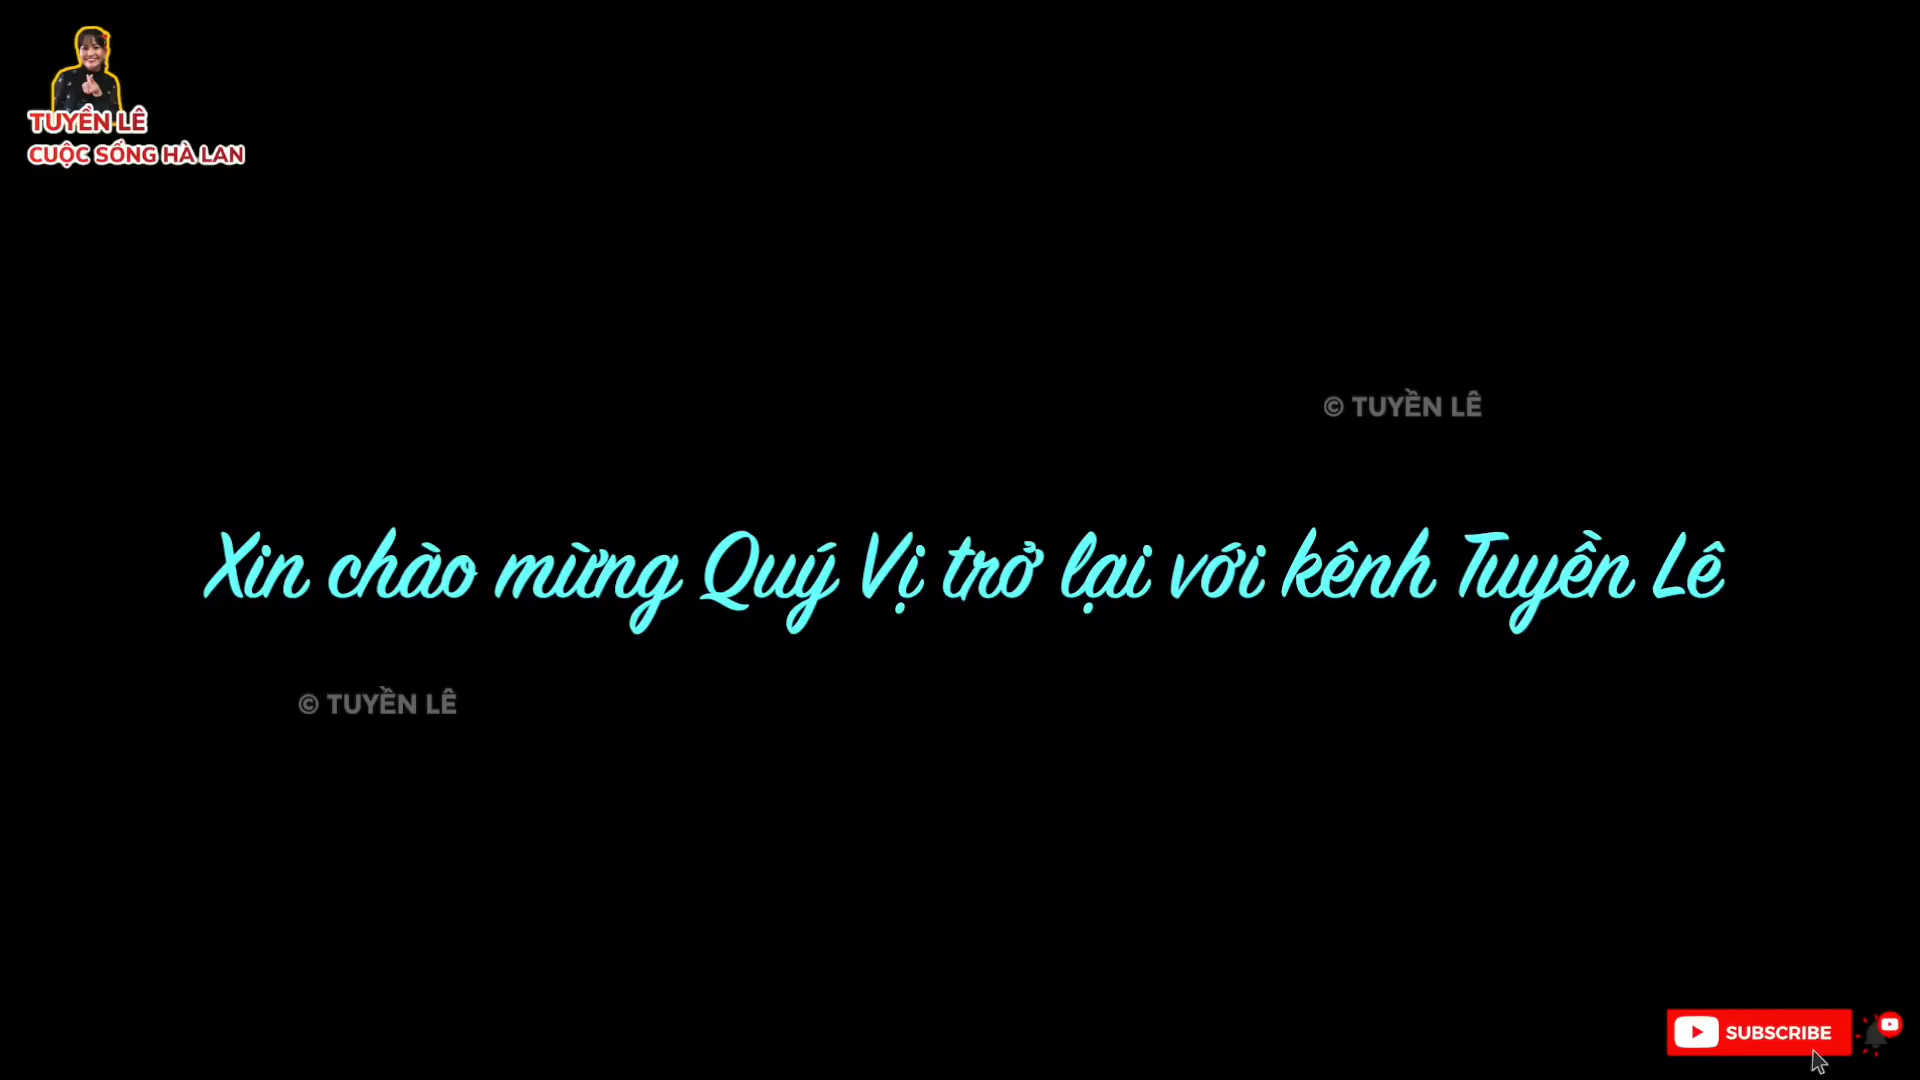 TUYỀN LÊ
CUỘC SỐNG HÀ LAN
© TUYỀN LÊ
Xin chào mừng Quý Vị trở lại với kênh Tuyền Lê
© TUYỀN LÊ
SUBSCRIBE